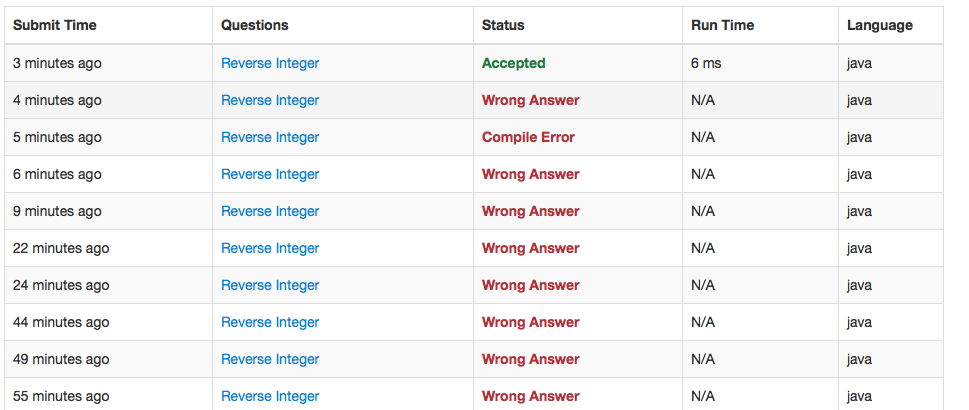 Submit Time Questions Status Run Time Language
3 minutes ago Reverse Integer Accepted 6 ms java
4 minutes ago Reverse Integer Wrong Answer N/A java
5 minutes ago Reverse Integer Compile Error N/A java
6 minutes ago Reverse Integer Wrong Answer N/A java
9 minutes ago Reverse Integer Wrong Answer N/A java
22 minutes ago Reverse Integer Wrong Answer N/A java
24 minutes ago Reverse Integer Wrong Answer N/A java
44 minutes ago Reverse Integer Wrong Answer N/A java
49 minutes ago Reverse Integer Wrong Answer N/A java
55 minutes ago Reverse Integer Wrong Answer N/A java